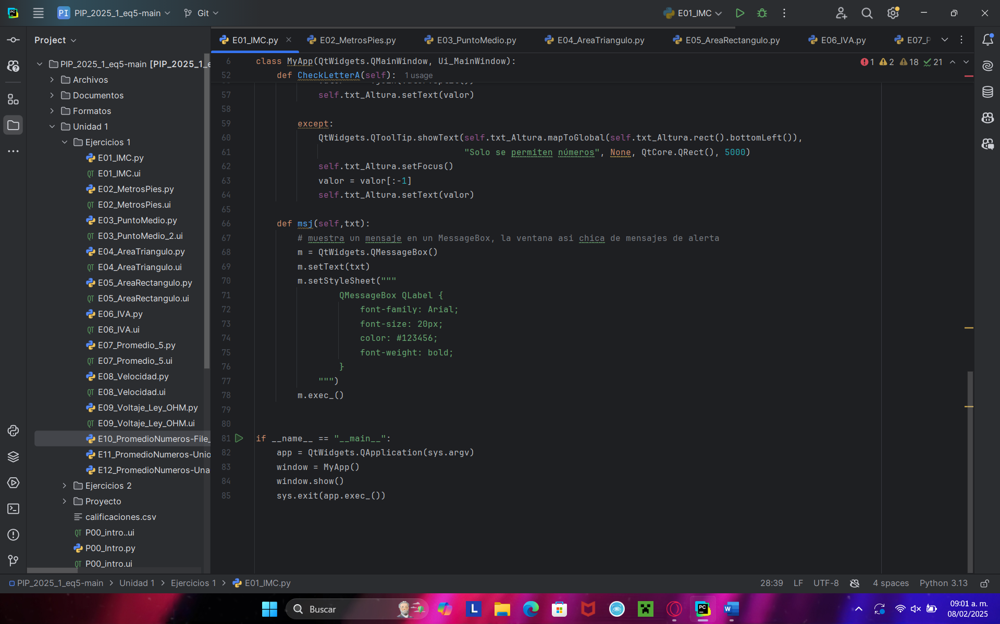 PI PIP_2025_1_eq5-main Git E01_IMC
Project
E01_IMC.py E02_MetrosPies.py E03_PuntoMedio.py E04_AreaTriangulo.py E05_AreaRectangulo.py E06_IVA.py E07_P
PIP_2025_1_eq5-main [PIP_2025_1_e
Archivos
Documentos
Formatos
Unidad 1
Ejercicios 1
E01_IMC.py
QT E01_IMC.ui
E02_MetrosPies.py
QT E02_MetrosPies.ui
E03_PuntoMedio.py
QT E03_PuntoMedio_2.ui
E04_AreaTriangulo.py
QT E04_AreaTriangulo.ui
E05_AreaRectangulo.py
QT E05_AreaRectangulo.ui
E06_IVA.py
QT E06_IVA.ui
E07_Promedio_5.py
QT E07_Promedio_5.ui
E08_Velocidad.py
QT E08_Velocidad.ui
E09_Voltaje_Ley_OHM.py
QT E09_Voltaje_Ley_OHM.ui
E10_PromedioNumeros-File_
E11_PromedioNumeros-Unio
E12_PromedioNumeros-Una
Ejercicios 2
Proyecto
calificaciones.csv
QT P00_intro..ui
P00_Intro.py
QT P00_intro.ui
6 class MyApp(QtWidgets.QMainWindow, Ui_MainWindow):
1 2 18 21
52 def CheckLetterA(self): 1 usage
57 self.txt_Altura.setText(valor)
58
59 except:
60 QtWidgets.QToolTip.showText(self.txt_Altura.mapToGlobal(self.txt_Altura.rect().bottomLeft()),
61 "Solo se permiten números", None, QtCore.QRect(), 5000)
62 self.txt_Altura.setFocus()
63 valor = valor[:-1]
64 self.txt_Altura.setText(valor)
65
66 def msj(self,txt):
67 # muestra un mensaje en un MessageBox, la ventana asi chica de mensajes de alerta
68 m = QtWidgets.QMessageBox()
69 m.setText(txt)
70 m.setStyleSheet("""
71 QMessageBox QLabel {
72 font-family: Arial;
73 font-size: 20px;
74 color: #123456;
75 font-weight: bold;
76 }
77 """)
78 m.exec_()
79
80
81 if __name__ == "__main__":
82 app = QtWidgets.QApplication(sys.argv)
83 window = MyApp()
84 window.show()
85 sys.exit(app.exec_())
PIP_2025_1_eq5-main > Unidad 1 > Ejercicios 1 > E01_IMC.py
28:39 LF UTF-8 4 spaces Python 3.13
Buscar
09:01 a. m.
08/02/2025